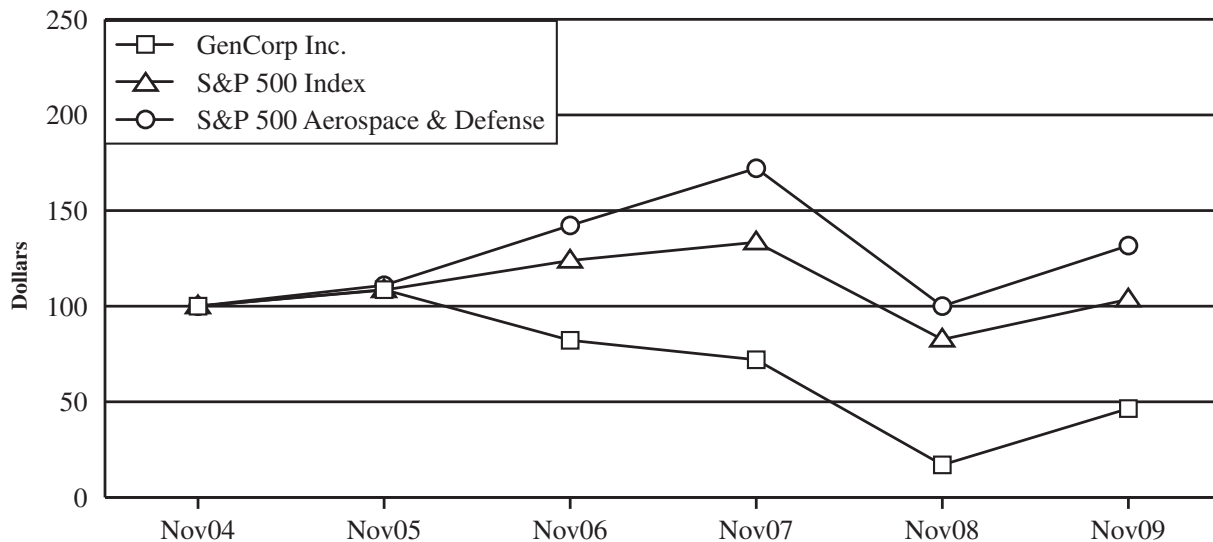 250
GenCorp Inc.
S&P 500 Index
200
S&P 500 Aerospace & Defense
150
Dollars
100
50
0
Nov04 Nov05 Nov06 Nov07 Nov08 Nov09